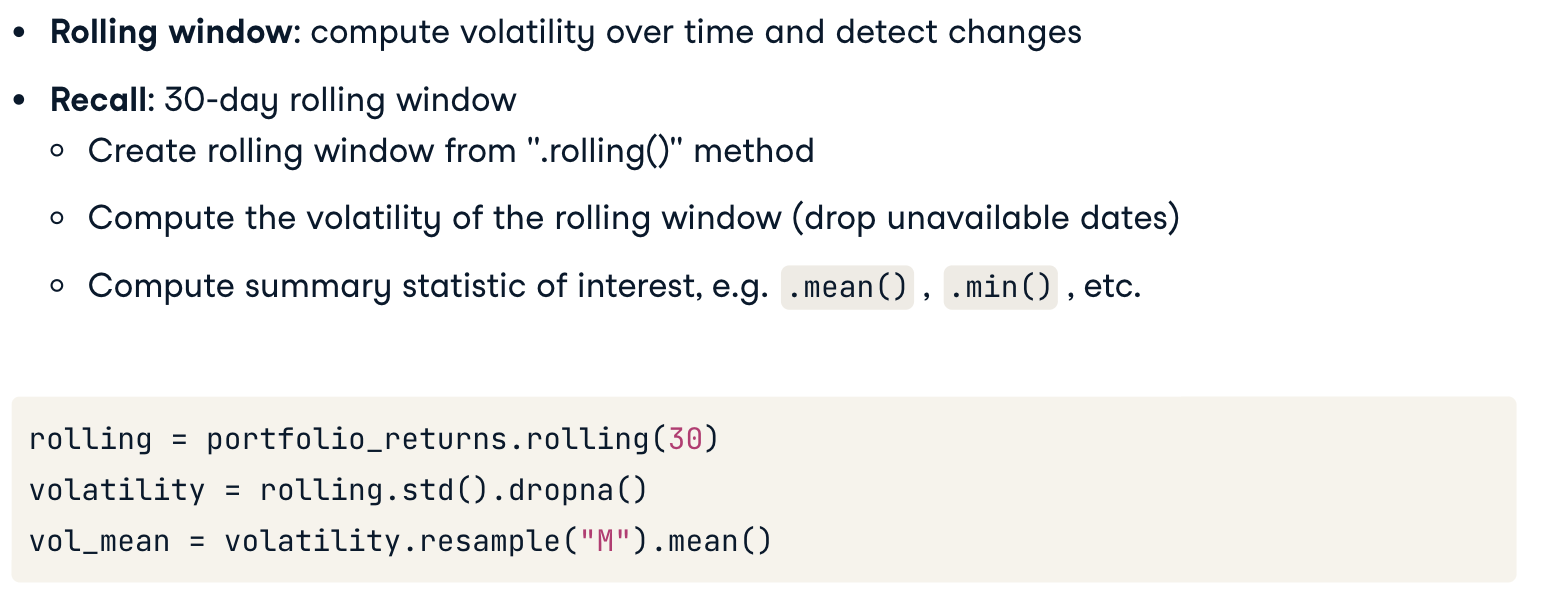 • Rolling window: compute volatility over time and detect changes
• Recall: 30-day rolling window
◦ Create rolling window from ".rolling()" method
◦ Compute the volatility of the rolling window (drop unavailable dates)
◦ Compute summary statistic of interest, e.g. .mean() , .min() , etc.
rolling = portfolio_returns.rolling(30)
volatility = rolling.std().dropna()
vol_mean = volatility.resample("M").mean()